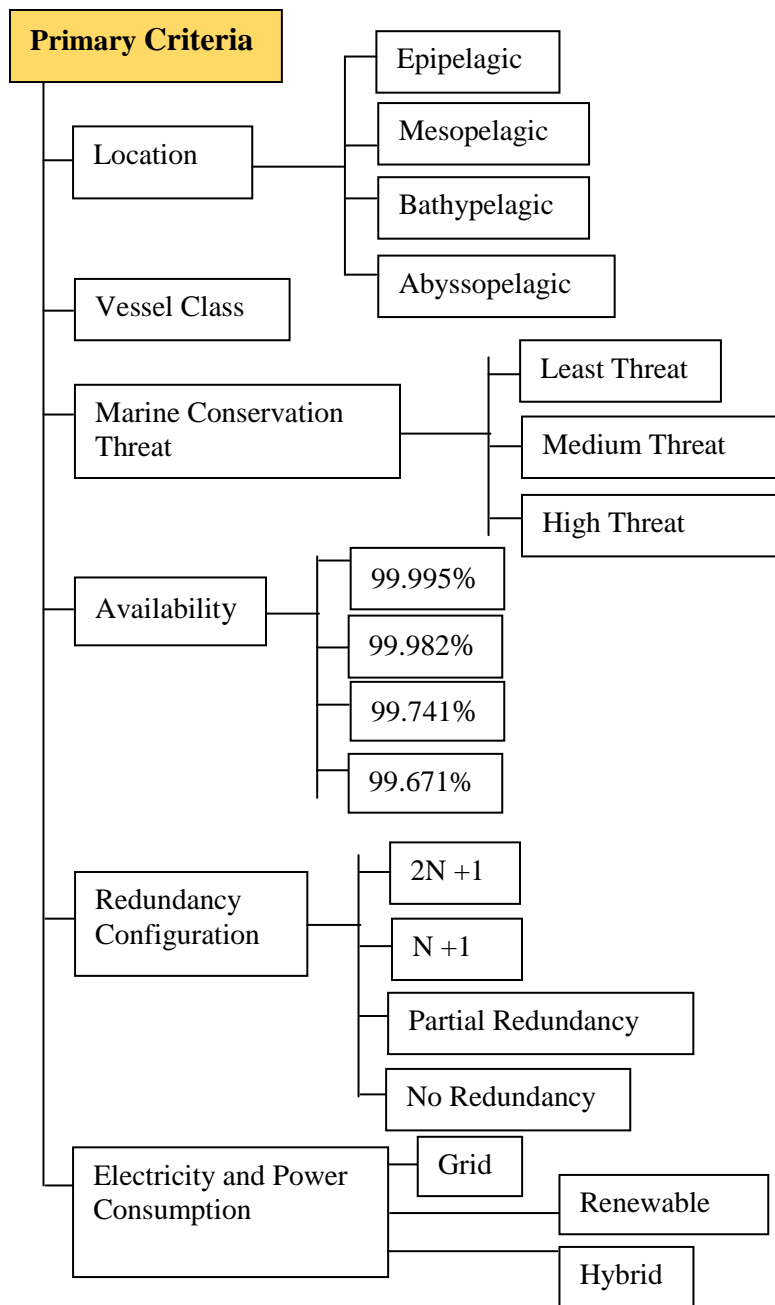 Primary Criteria
Location
Epipelagic
Mesopelagic
Bathypelagic
Abyssopelagic
Vessel Class
Marine Conservation
Threat
Least Threat
Medium Threat
High Threat
Availability
99.995%
99.982%
99.741%
99.671%
Redundancy
Configuration
2N +1
N +1
Partial Redundancy
No Redundancy
Electricity and Power
Consumption
Grid
Renewable
Hybrid